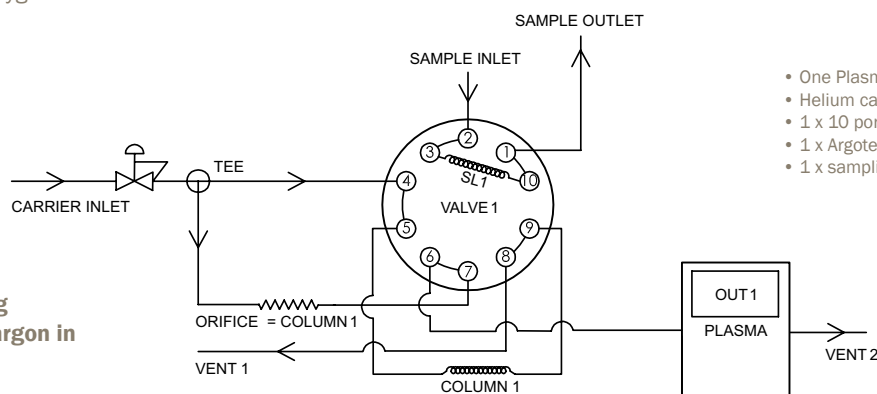 SAMPLE OUTLET
SAMPLE INLET
• One Plasm
• Helium ca
• 1 x 10 por
• 1 x Argote
• 1 x sampli
3
2
1
10
SL1
TEE
4
CARRIER INLET
VALVE 1
5
9
6
7
8
OUT 1
PLASMA
ORIFICE = COLUMN 1
argon in
VENT 1
VENT 2
COLUMN 1